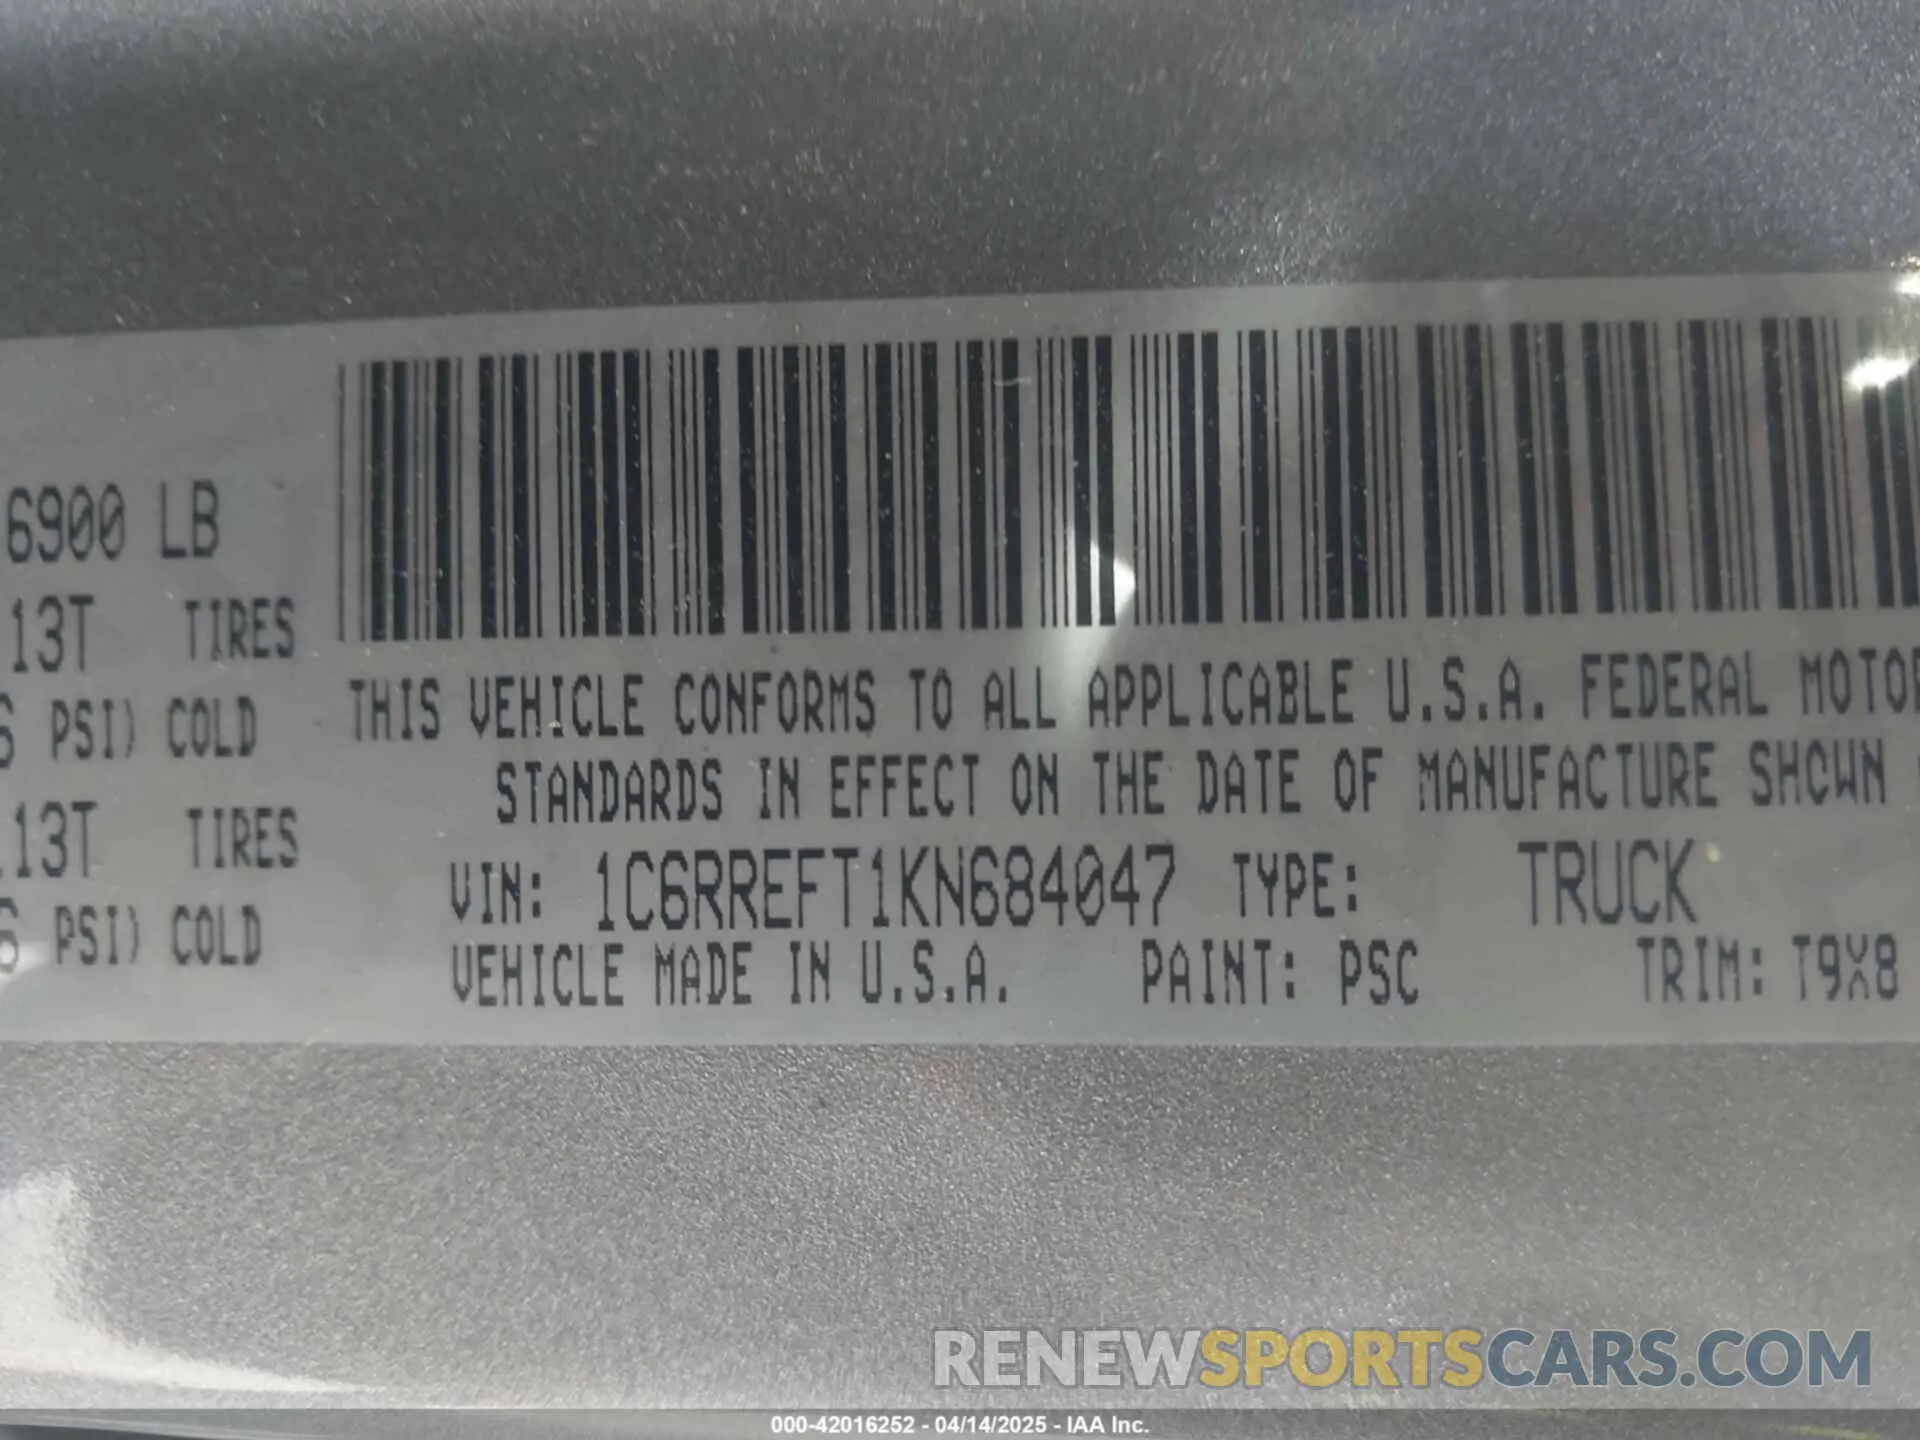 6900 LB
13T TIRES
PSI) COLD
13T TIRES
PSI) COLD
THIS VEHICLE CONFORMS TO ALL APPLICABLE U.S.A. FEDERAL MOTOR
STANDARDS IN EFFECT ON THE DATE OF MANUFACTURE SHOWN
VIN: 1C6RREFT1KN684047 TYPE: TRUCK
VEHICLE MADE IN U.S.A. PAINT: PSC TRIM: T9X8
RENEWSPORTSCARS.COM
000-42016252 - 04/14/2025 - IAA Inc.